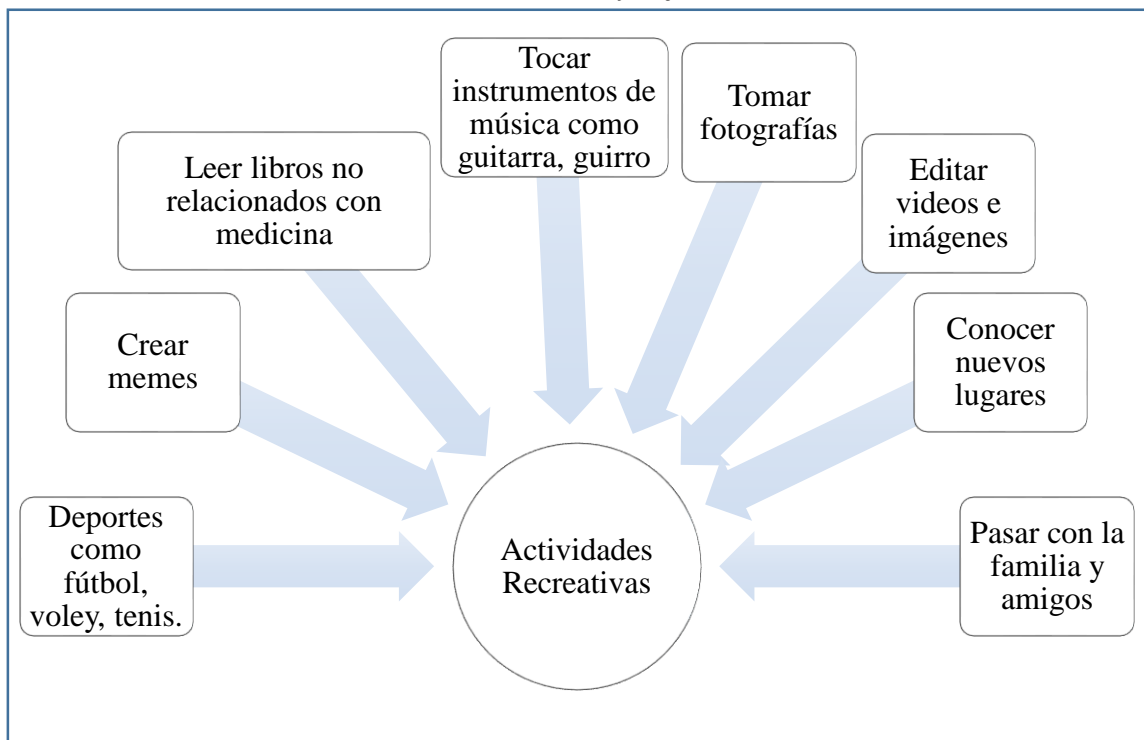 Tocar
instrumentos de
música como
guitarra, guirro
Tomar
fotografías
Leer libros no
relacionados con
medicina
Editar
videos e
imágenes
Crear
memes
Conocer
nuevos
lugares
Deportes
como
fútbol,
voley, tenis.
Actividades
Recreativas
Pasar con la
familia y
amigos